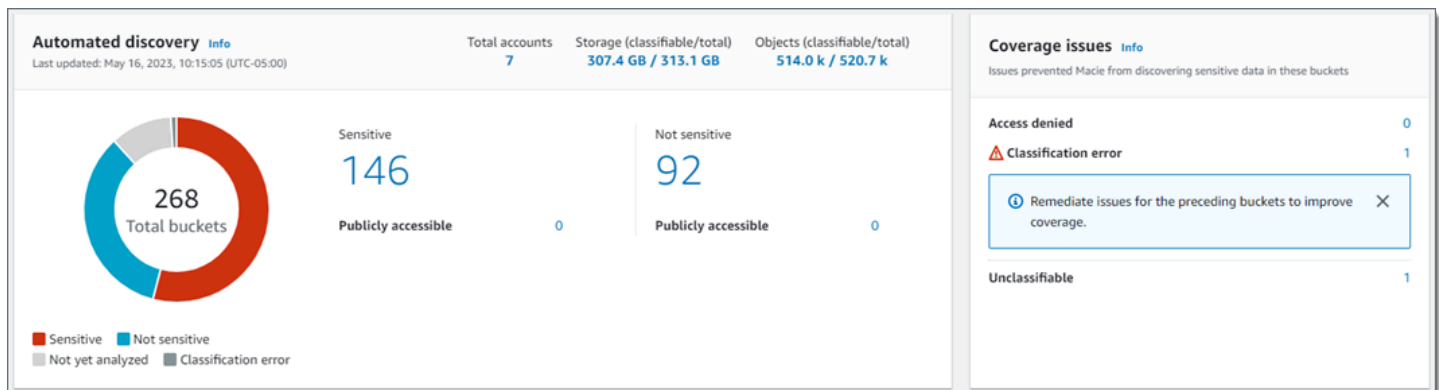 Automated discovery Info
Last updated: May 16, 2023, 10:15:05 (UTC-05:00)
Total accounts
7
Storage (classifiable/total)
307.4 GB / 313.1 GB
Objects (classifiable/total)
514.0 k / 520.7 k
268
Total buckets
Sensitive
146
Publicly accessible 0
Not sensitive
92
Publicly accessible 0
Sensitive Not sensitive
Not yet analyzed Classification error
Coverage issues Info
Issues prevented Macie from discovering sensitive data in these buckets
Access denied 0
Classification error 1
Remediate issues for the preceding buckets to improve
coverage.
Unclassifiable 1